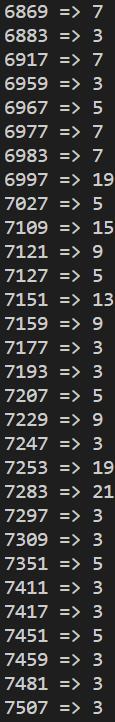 6869 => 7
6883 => 3
6917 => 7
6959 => 3
6967 => 5
6977 => 7
6983 => 7
6997 => 19
7027 => 5
7109 => 15
7121 => 9
7127 => 5
7151 => 13
7159 => 9
7177 => 3
7193 => 3
7207 => 5
7229 => 9
7247 => 3
7253 => 19
7283 => 21
7297 => 3
7309 => 3
7351 => 5
7411 => 3
7417 => 3
7451 => 5
7459 => 3
7481 => 3
7507 => 3